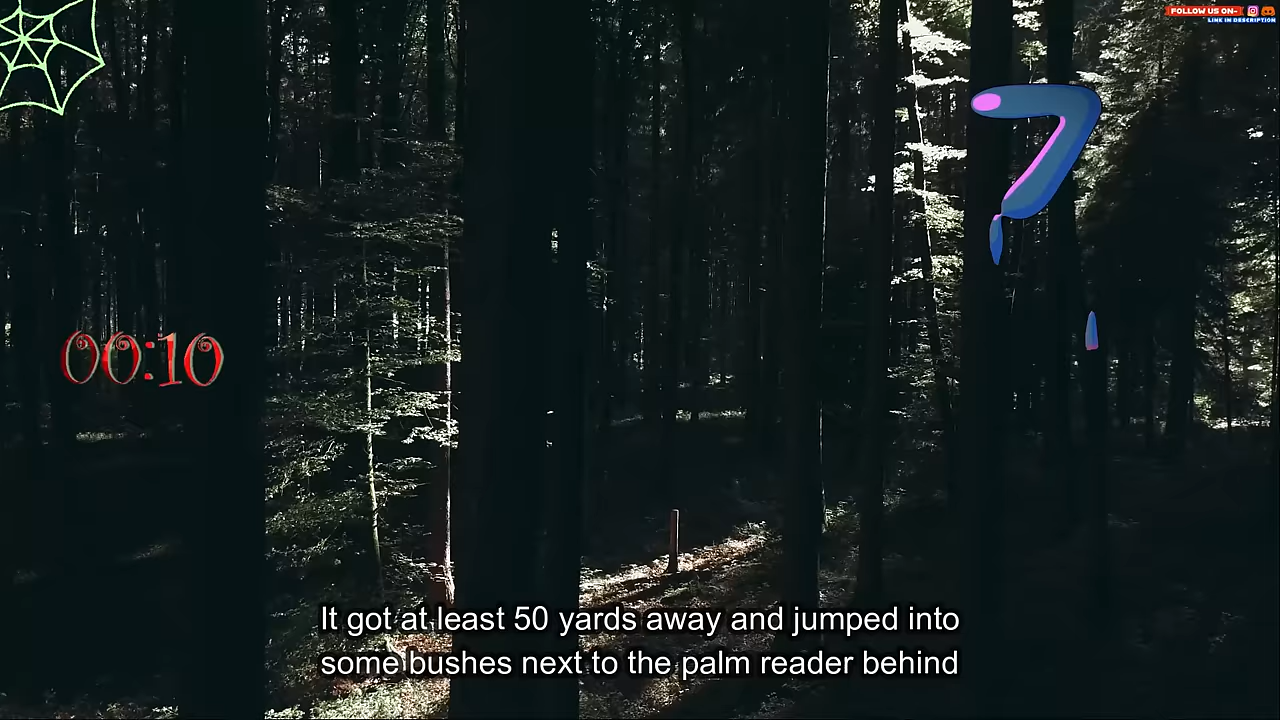 FOLLOW US ON-
LINK IN DESCRIPTION
7
00:10
It got at least 50 yards away and jumped into
some bushes next to the palm reader behind